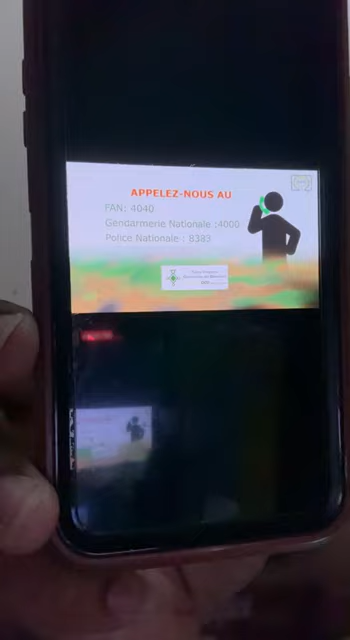 APPELEZ-NOUS AU
FAN: 4040
Gendarmerie Nationale :4000
Police Nationale : 8383